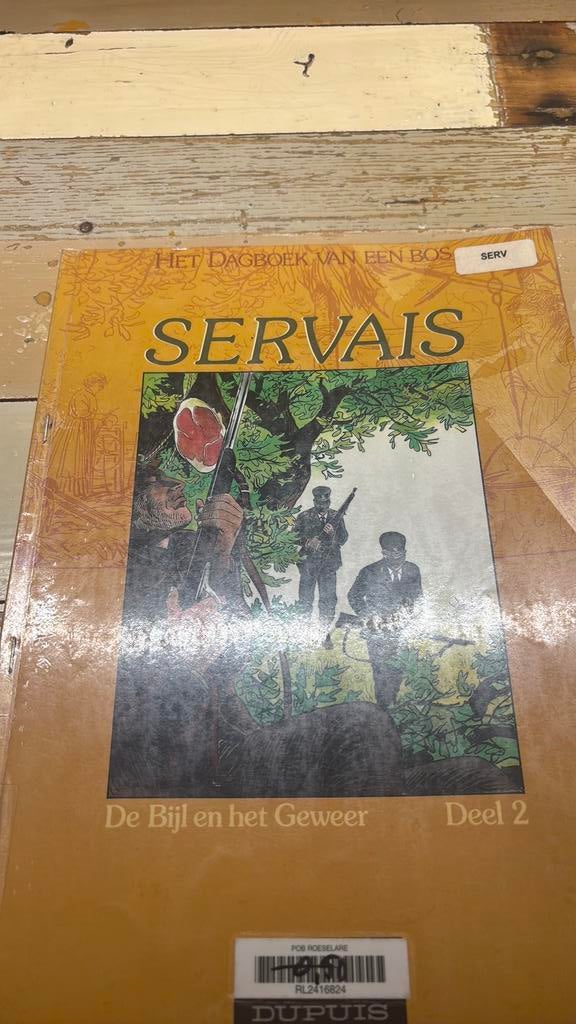 HET DAGBOEK VAN EEN BOS
SERV
SERVAIS
De Bijl en het Geweer
Deel 2
POB ROESELARE
RL2416824
DUPUIS